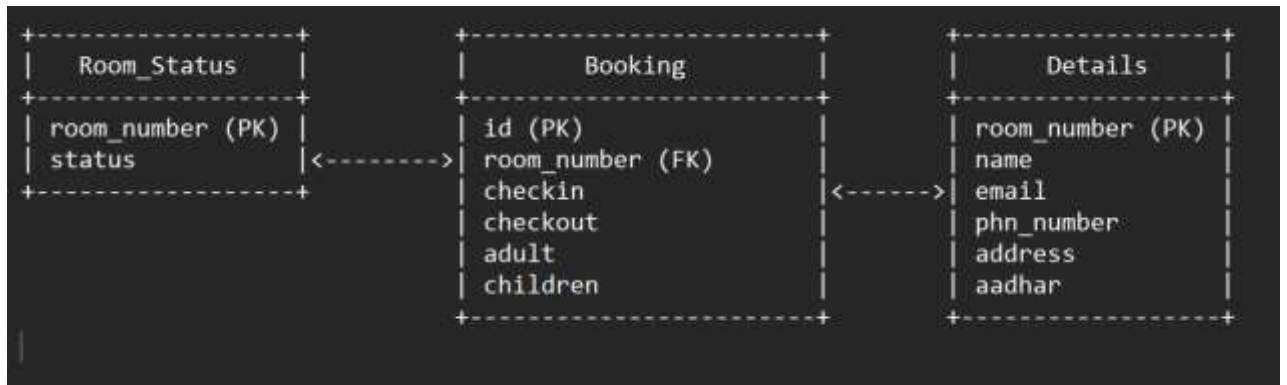 Room_Status
room_number (PK)
status
Booking
id (PK)
room_number (FK)
checkin
checkout
adult
children
Details
room_number (PK)
name
email
phn_number
address
aadhar